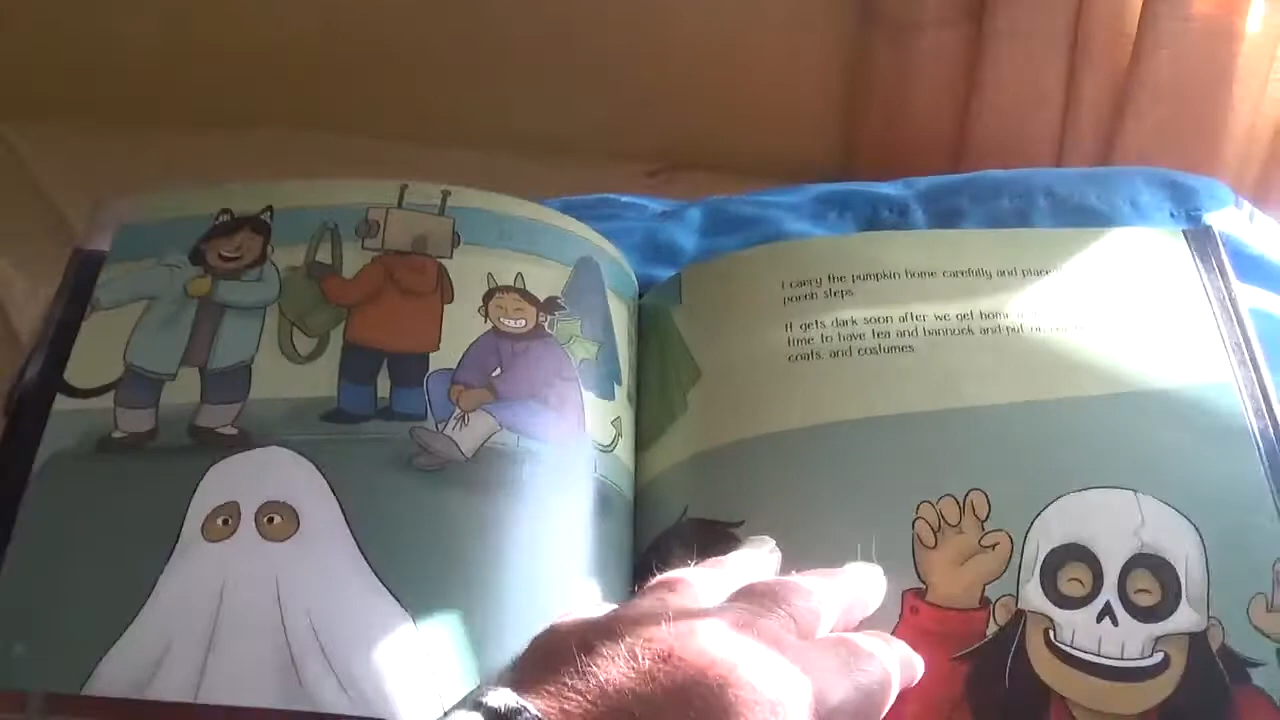 I carry the pumpkin home carefully and place
porch steps.
It gets dark soon after we get home
time to have tea and bannock and put
coats, and costumes.